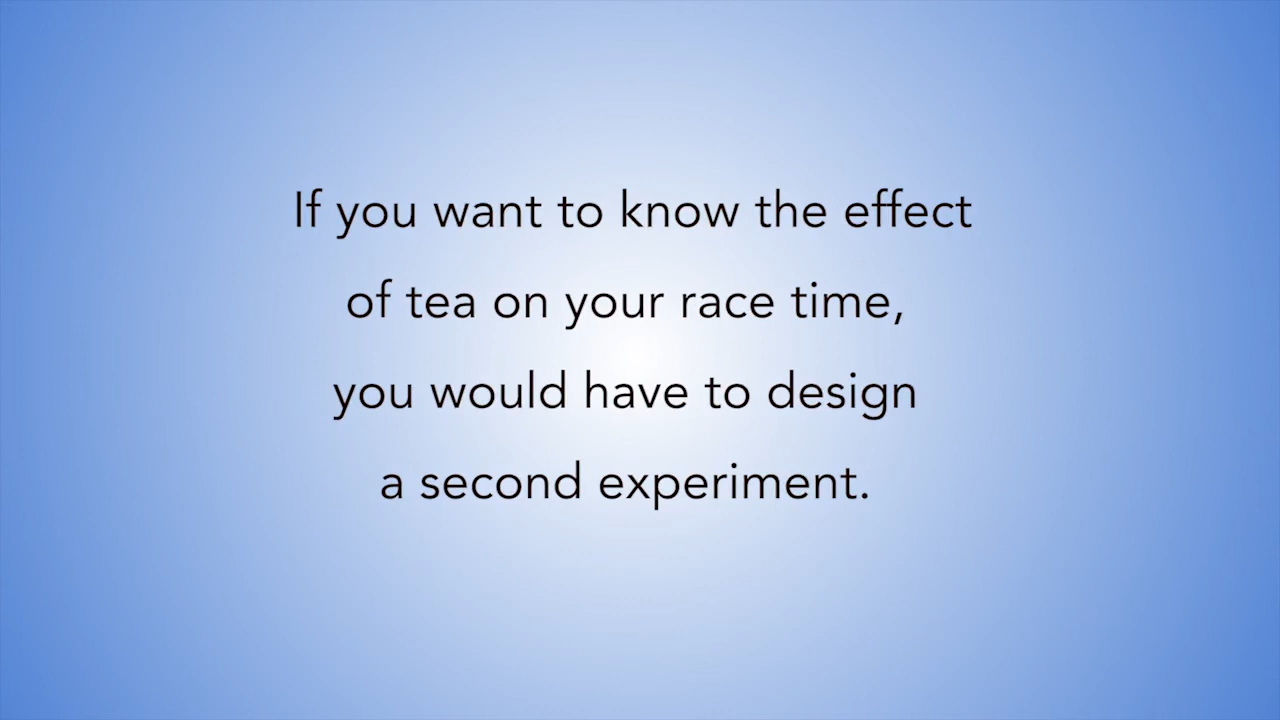 If you want to know the effect
of tea on your race time,
you would have to design
a second experiment.